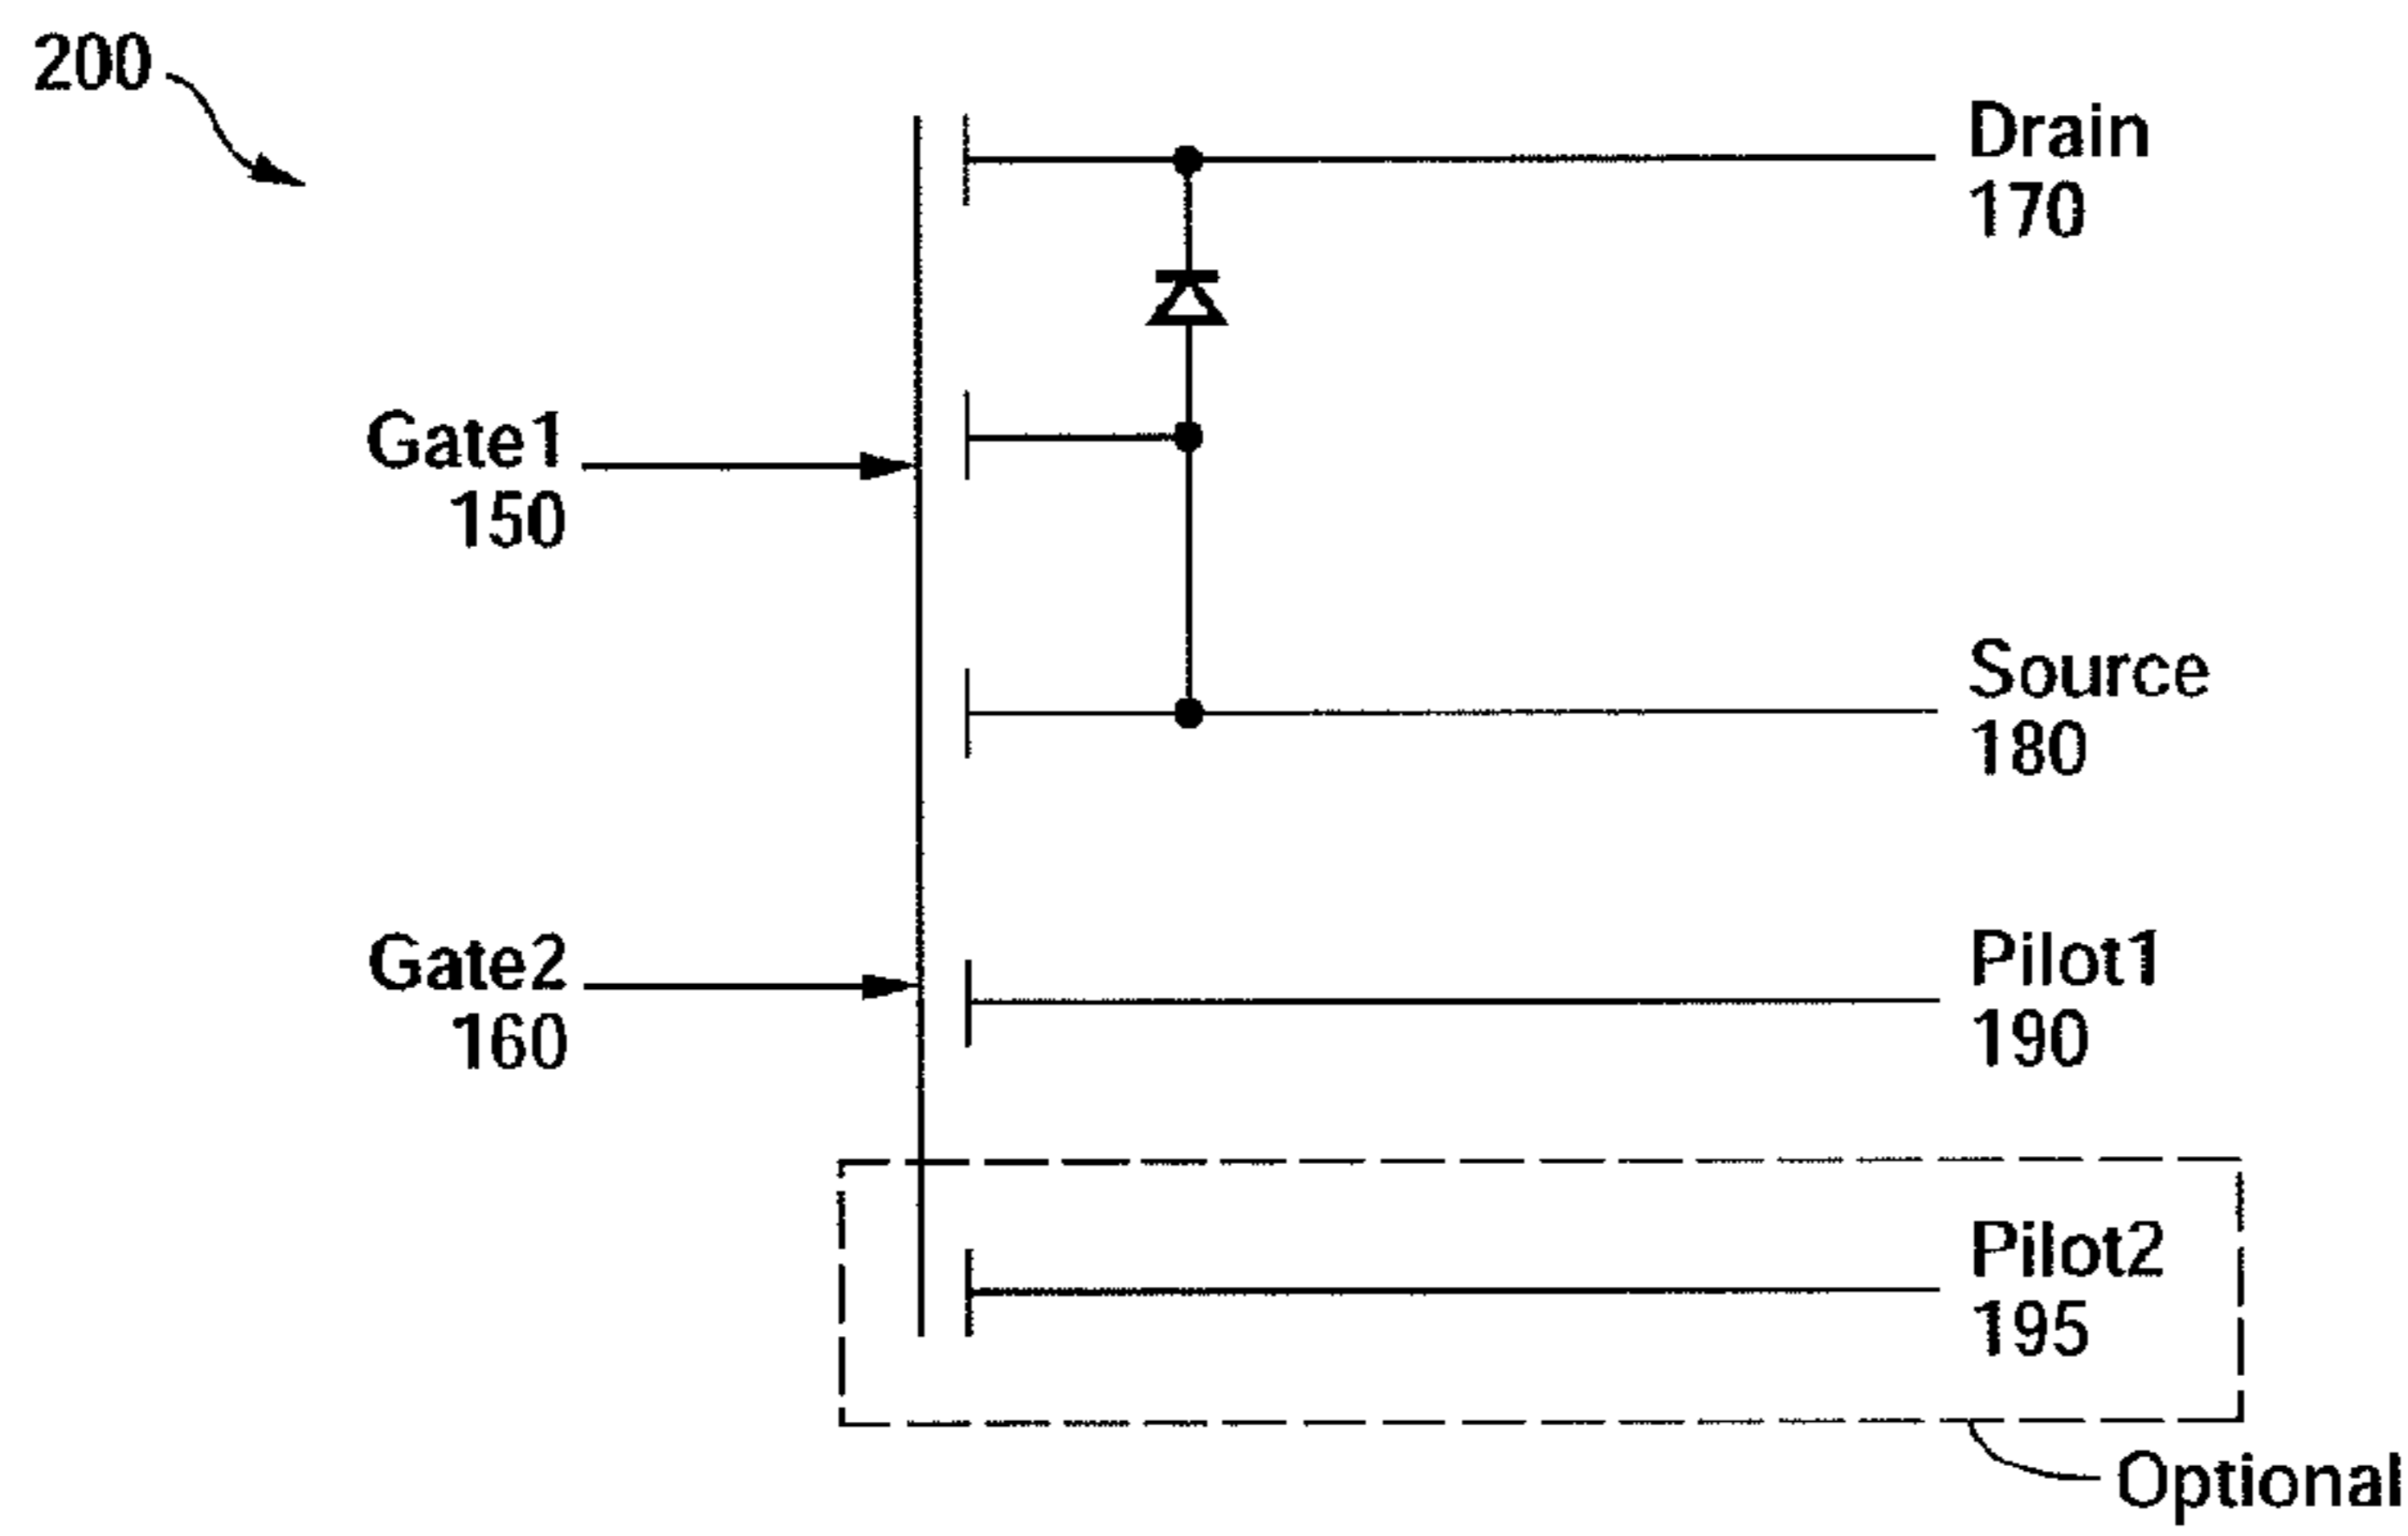 200
Drain
170
Gate1
150
Source
180
Gate2
160
Pilot1
190
Pilot2
195
Optional